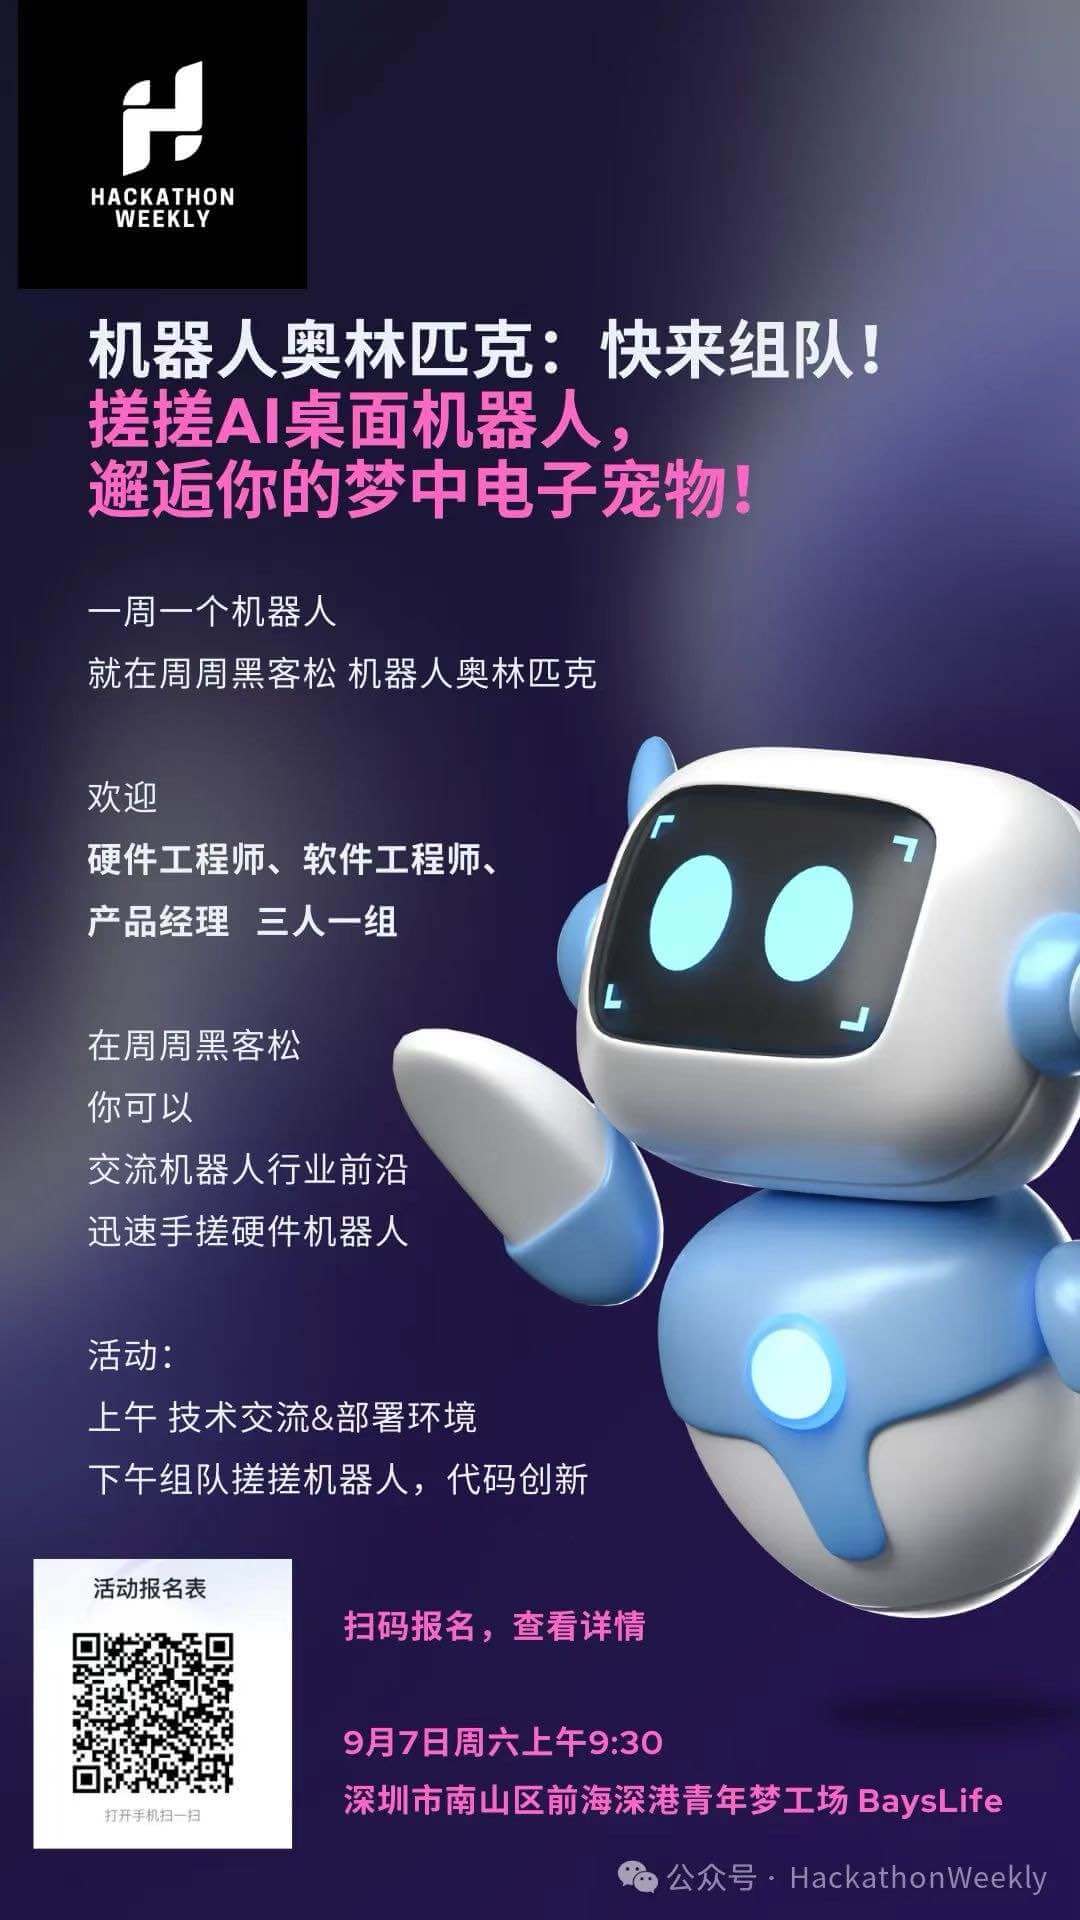 HACKATHON
WEEKLY
机器人奥林匹克：快来组队！
搓搓AI桌面机器人，
邂逅你的梦中电子宠物！
一周一个机器人
就在周周黑客松 机器人奥林匹克
欢迎
硬件工程师、软件工程师、
产品经理 三人一组
在周周黑客松
你可以
交流机器人行业前沿
迅速手搓硬件机器人
活动：
上午 技术交流&部署环境
下午组队搓搓机器人，代码创新
活动报名表
打开手机扫一扫
扫码报名，查看详情
9月7日周六上午9:30
深圳市南山区前海深港青年梦工场 BaysLife
公众号 · HackathonWeekly